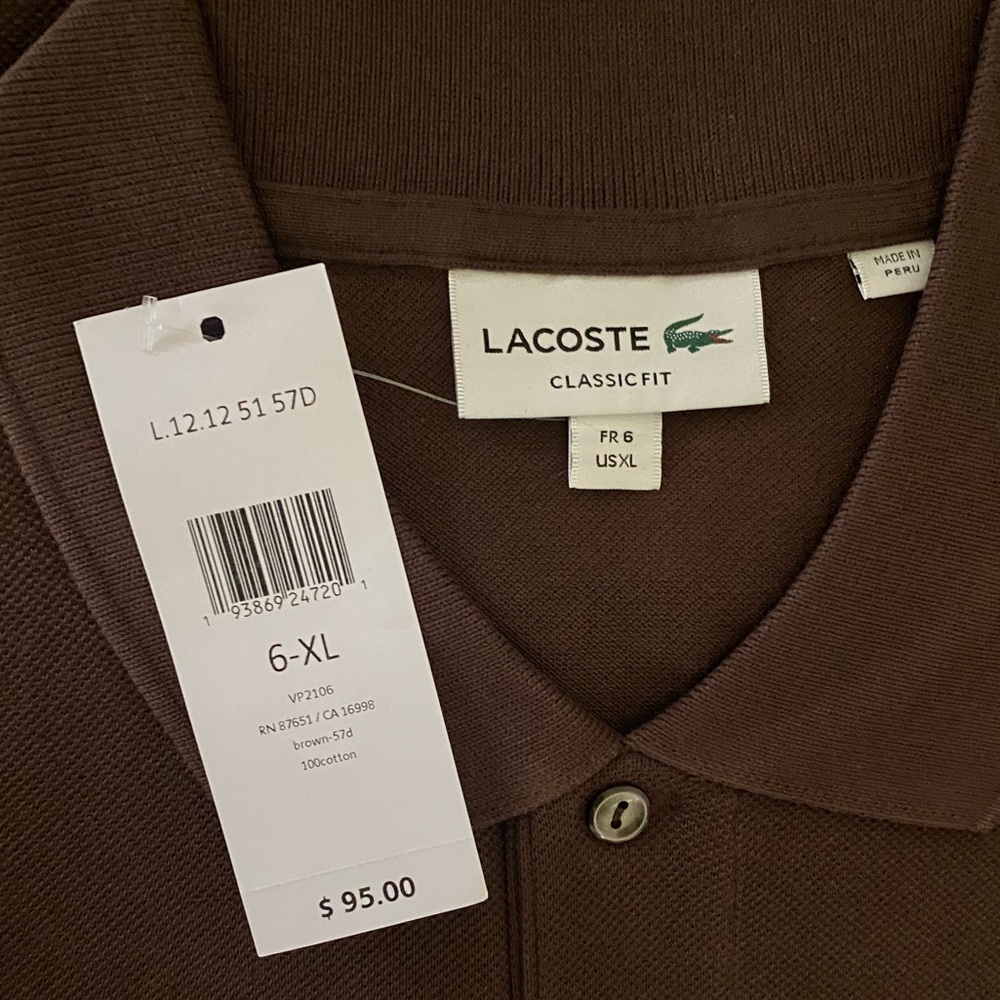 MADE IN
PERU
LACOSTE
CLASSIC FIT
FR 6
US XL
L.12.12 51 57D
1 93869 24720 1
6-XL
VP2106
RN 87651 / CA 16998
brown-57d
100cotton
$ 95.00